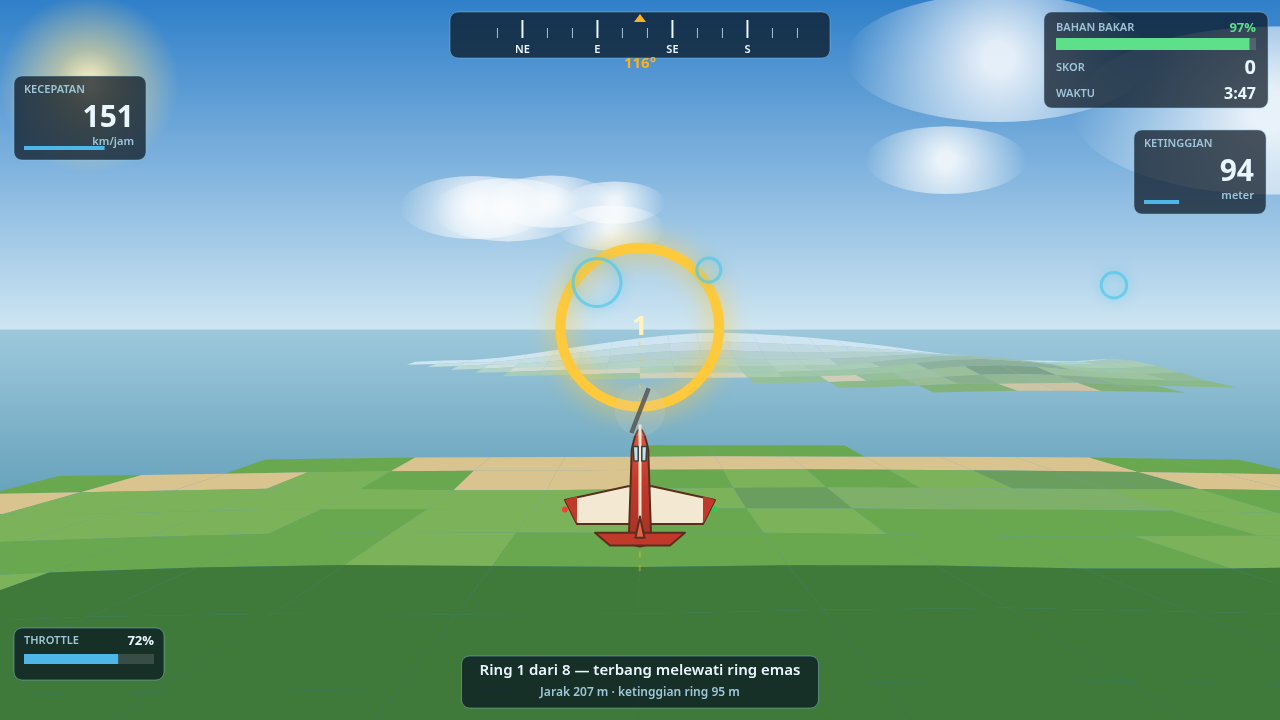 NE E SE S
116°
KECEPATAN
151
km/jam
BAHAN BAKAR 97%
SKOR 0
WAKTU 3:47
KETINGGIAN
94
meter
1
THROTTLE 72%
Ring 1 dari 8 — terbang melewati ring emas
Jarak 207 m · ketinggian ring 95 m